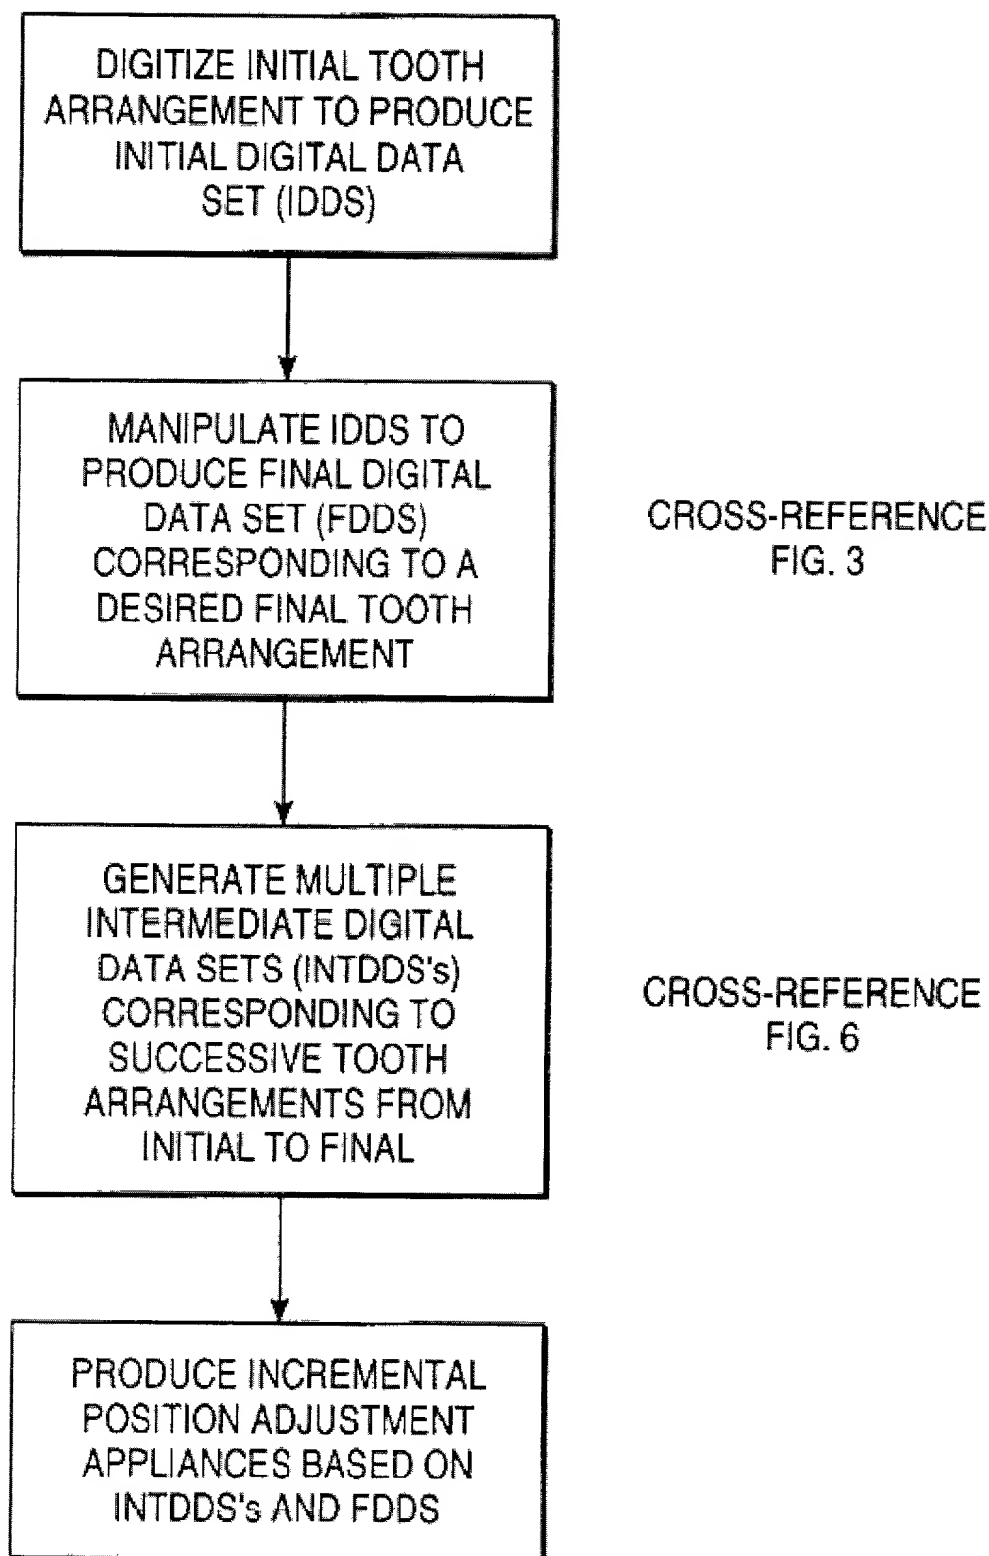 DIGITIZE INITIAL TOOTH
ARRANGEMENT TO PRODUCE
INITIAL DIGITAL DATA
SET (IDDS)
MANIPULATE IDDS TO
PRODUCE FINAL DIGITAL
DATA SET (FDDS)
CORRESPONDING TO A
DESIRED FINAL TOOTH
ARRANGEMENT
CROSS-REFERENCE
FIG. 3
GENERATE MULTIPLE
INTERMEDIATE DIGITAL
DATA SETS (INTDDS's)
CORRESPONDING TO
SUCCESSIVE TOOTH
ARRANGEMENTS FROM
INITIAL TO FINAL
CROSS-REFERENCE
FIG. 6
PRODUCE INCREMENTAL
POSITION ADJUSTMENT
APPLIANCES BASED ON
INTDDS's AND FDDS